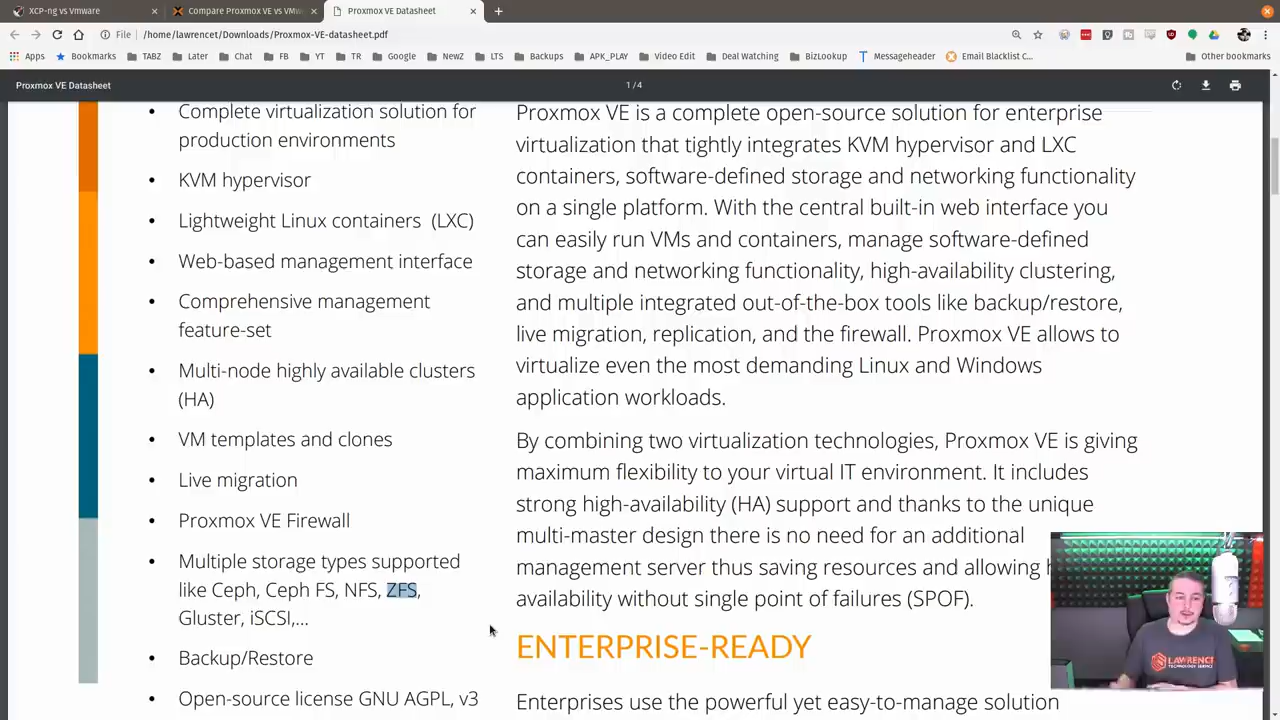 XCP-ng vs Vmware
Compare Proxmox VE vs VMw
Proxmox VE Datasheet
File
/home/lawrencet/Downloads/Proxmox-VE-datasheet.pdf
Apps
Bookmarks
TABZ
Later
Chat
FB
YT
TR
Google
NewZ
LTS
Backups
APK_PLAY
Video Edit
Deal Watching
BizLookup
Messageheader
Email Blacklist C...
Other bookmarks
Proxmox VE Datasheet
1/4
Complete virtualization solution for
production environments
• KVM hypervisor
• Lightweight Linux containers (LXC)
• Web-based management interface
• Comprehensive management
feature-set
• Multi-node highly available clusters
(HA)
• VM templates and clones
• Live migration
• Proxmox VE Firewall
• Multiple storage types supported
like Ceph, Ceph FS, NFS, ZFS,
Gluster, iSCSI,...
• Backup/Restore
• Open-source license GNU AGPL, v3
Proxmox VE is a complete open-source solution for enterprise
virtualization that tightly integrates KVM hypervisor and LXC
containers, software-defined storage and networking functionality
on a single platform. With the central built-in web interface you
can easily run VMs and containers, manage software-defined
storage and networking functionality, high-availability clustering,
and multiple integrated out-of-the-box tools like backup/restore,
live migration, replication, and the firewall. Proxmox VE allows to
virtualize even the most demanding Linux and Windows
application workloads.
By combining two virtualization technologies, Proxmox VE is giving
maximum flexibility to your virtual IT environment. It includes
strong high-availability (HA) support and thanks to the unique
multi-master design there is no need for an additional
management server thus saving resources and allowing
availability without single point of failures (SPOF).
ENTERPRISE-READY
Enterprises use the powerful yet easy-to-manage solution
LAWRENCE